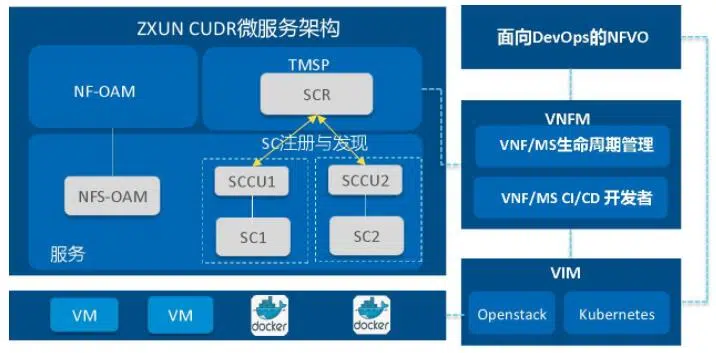 ZXUN CUDR微服务架构
NF-OAM
TMSP
SCR
SC注册与发现
NFS-OAM
SCCU1
SCCU2
SC1
SC2
服务
VM
VM
docker
docker
面向DevOps的NFVO
VNFM
VNF/MS生命周期管理
VNF/MS CI/CD 开发者
VIM
Openstack
Kubernetes